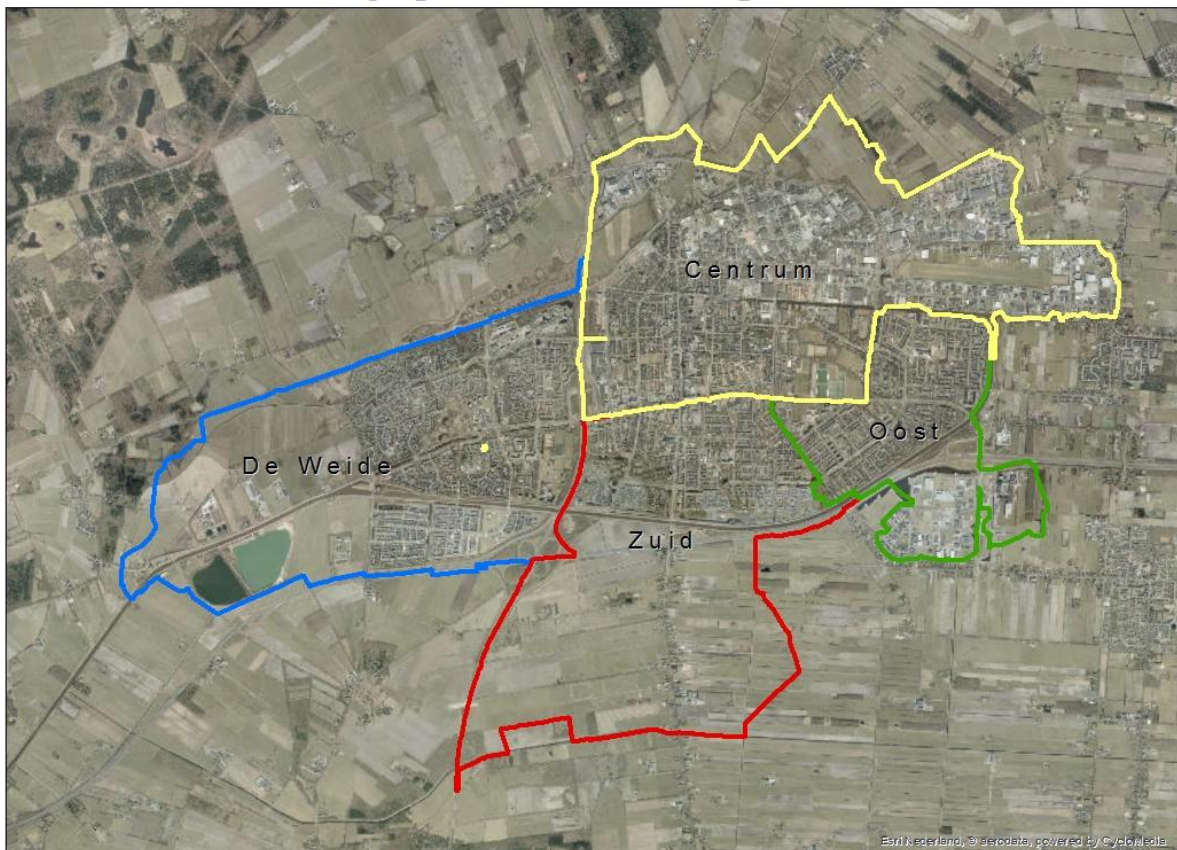 Centrum
Oost
De Weide
Zuid
Esri Nederland, © aerodata, powered by CycloMedia